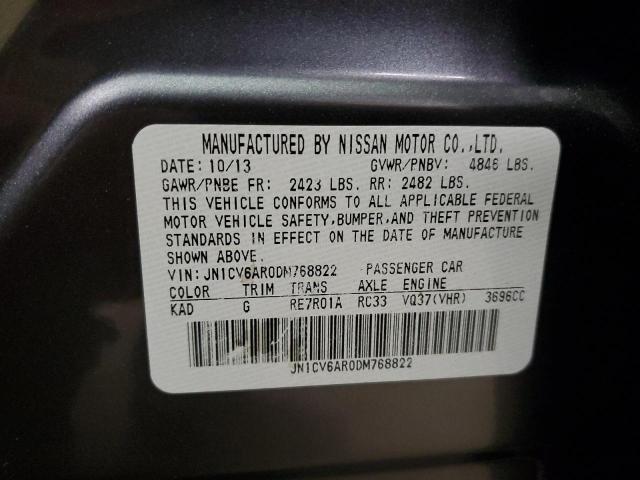 MANUFACTURED BY NISSAN MOTOR CO.,LTD.
DATE: 10/13 GVWR/PNBV: 4846 LBS.
GAWR/PNBE FR: 2423 LBS. RR: 2482 LBS.
THIS VEHICLE CONFORMS TO ALL APPLICABLE FEDERAL
MOTOR VEHICLE SAFETY,BUMPER,AND THEFT PREVENTION
STANDARDS IN EFFECT ON THE DATE OF MANUFACTURE
SHOWN ABOVE.
VIN: JN1CV6AR0DM768822 PASSENGER CAR
COLOR TRIM TRANS AXLE ENGINE
KAD G RE7R01A RC33 VQ37(VHR) 3696CC
JN1CV6AR0DM768822